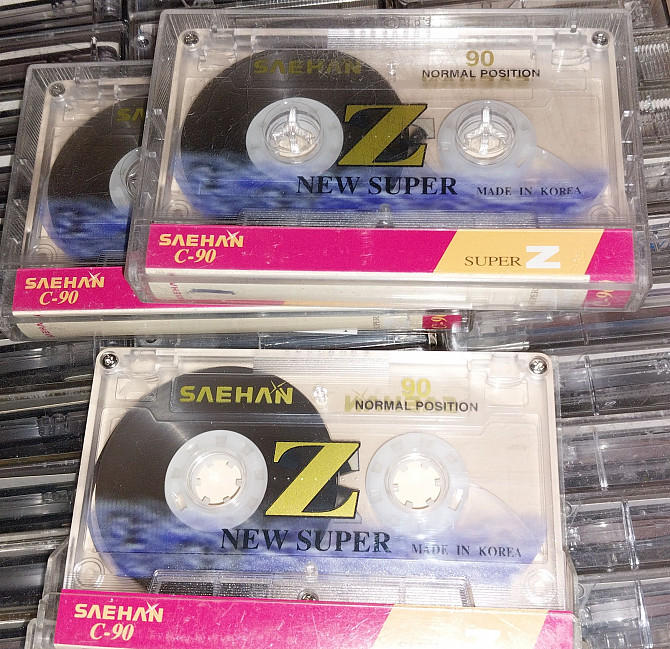 SAEHAN
90
NORMAL POSITION
Z
NEW SUPER MADE IN KOREA
SAEHAN
C-90
SUPER Z
SAEHAN
C-90
SUPER
SAEHAN
90
NORMAL POSITION
Z
NEW SUPER MADE IN KOREA
SAEHAN
C-90